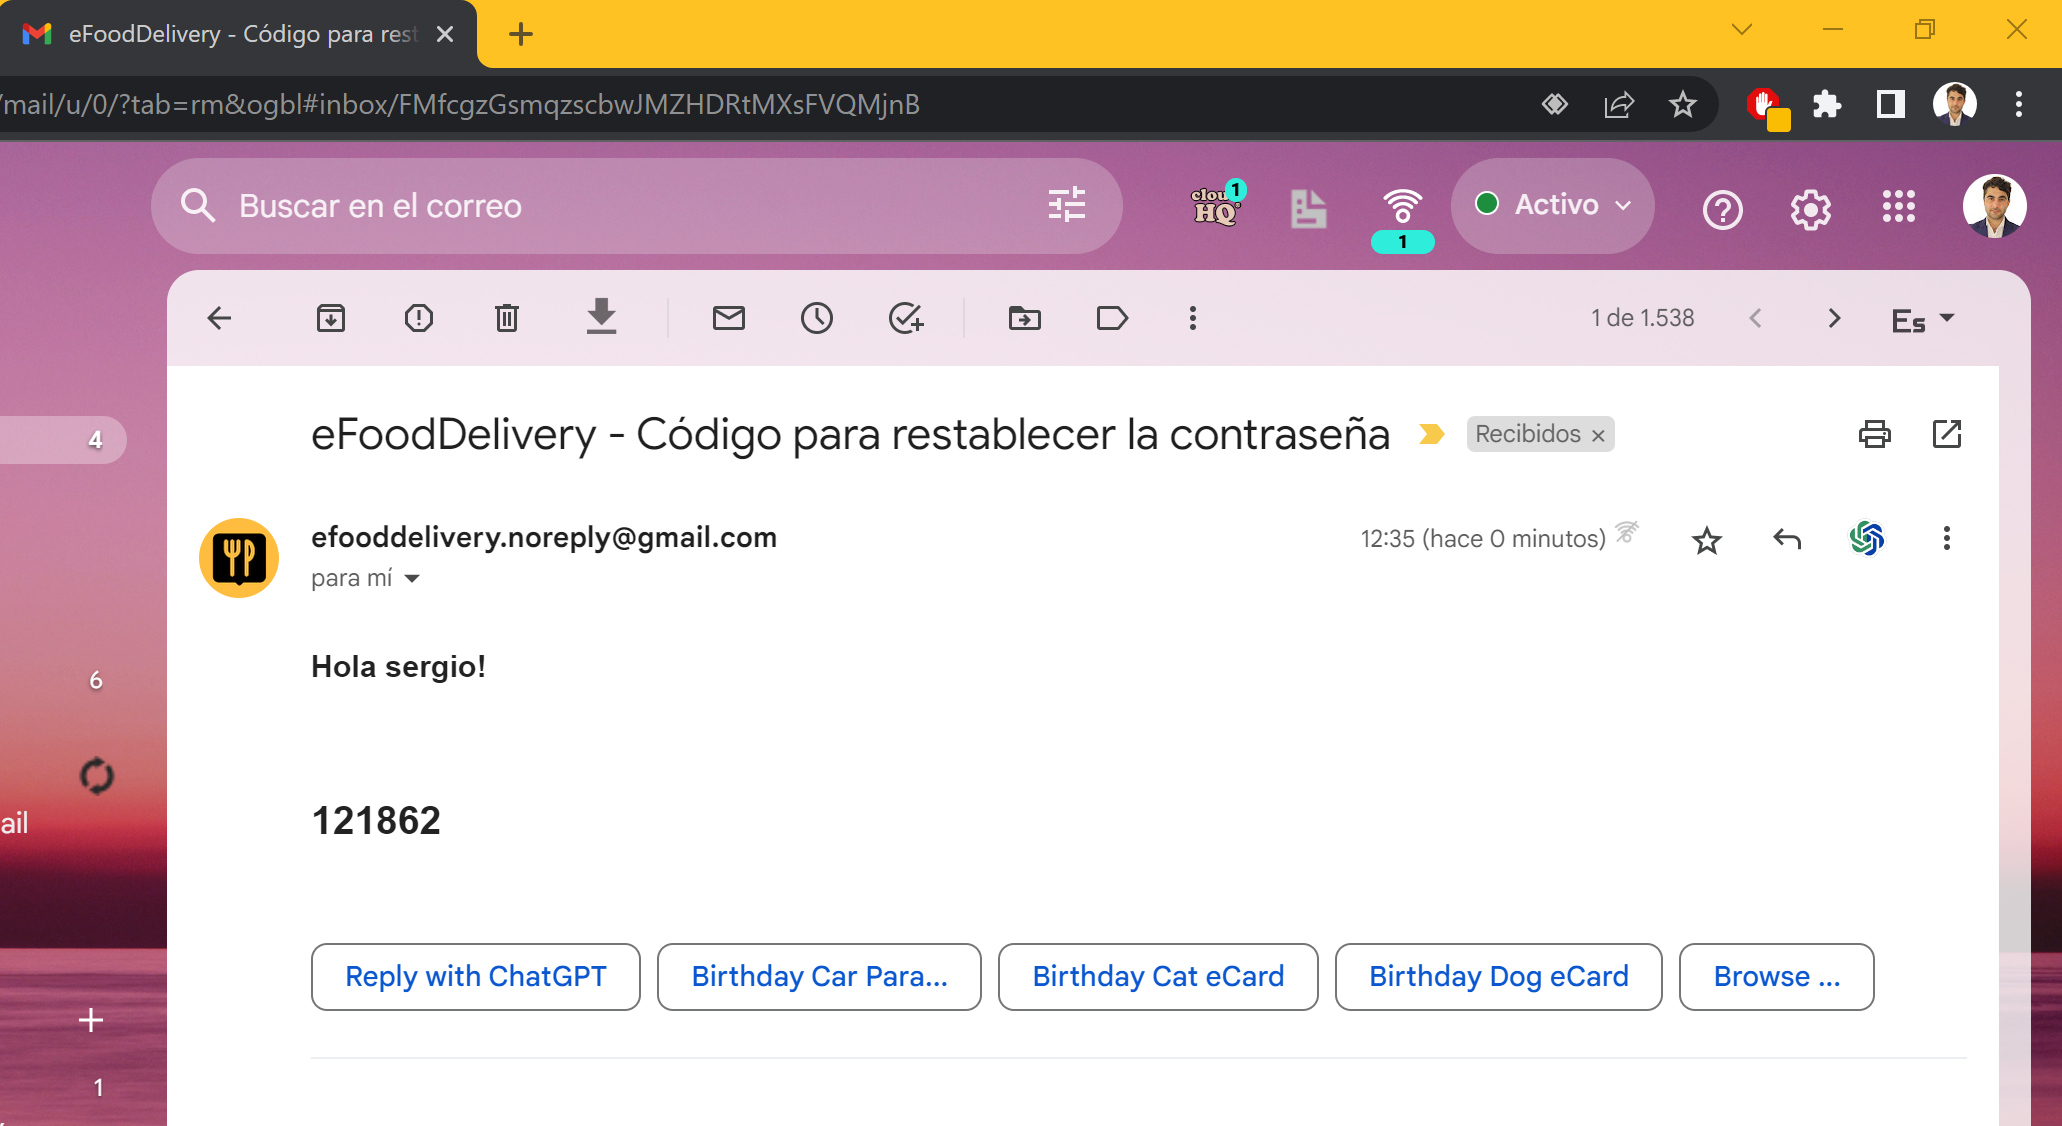 eFoodDelivery - Código para rest
/mail/u/0/?tab=rm&ogbl#inbox/FMfcgzGsmqzscbwJMZHDRtMXsFVQMjnB
Buscar en el correo
cloud HQ 1
1
Activo
1 de 1.538
Es
4
eFoodDelivery - Código para restablecer la contraseña
Recibidos
efooddelivery.noreply@gmail.com
12:35 (hace 0 minutos)
para mí
Hola sergio!
6
121862
ail
Reply with ChatGPT
Birthday Car Para...
Birthday Cat eCard
Birthday Dog eCard
Browse ...
1